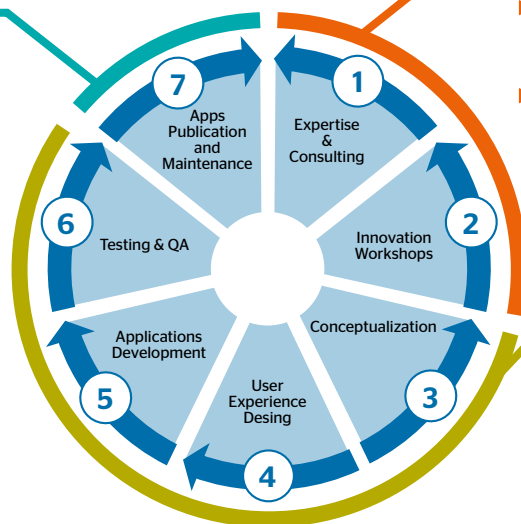 1
Expertise
&
Consulting
2
Innovation
Workshops
3
Conceptualization
4
User
Experience
Desing
5
Applications
Development
6
Testing & QA
7
Apps
Publication
and
Maintenance